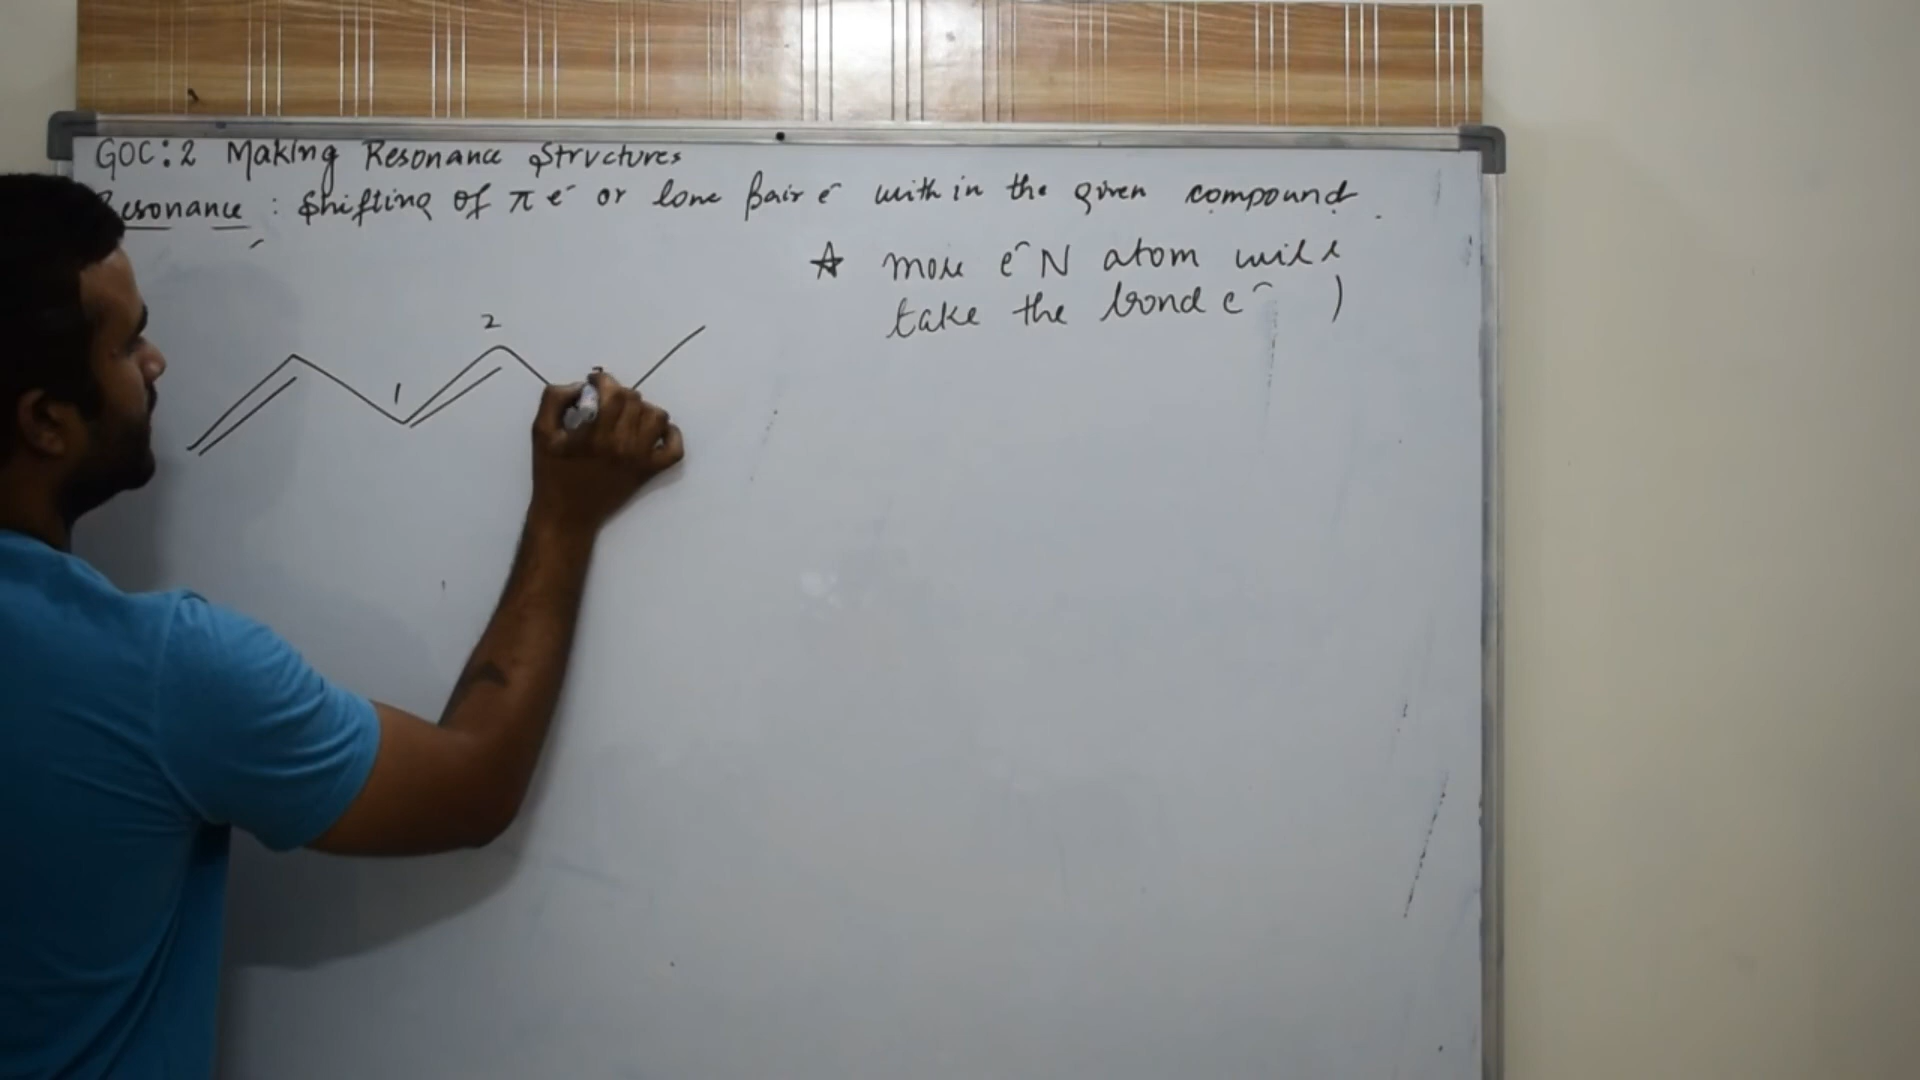 GOC: 2 Making Resonance Structures
Resonance : Shifting of π e⁻ or lone pair e⁻ with in the given compound.
☆ more e⁻N atom will
take the bond e⁻ )
2
1